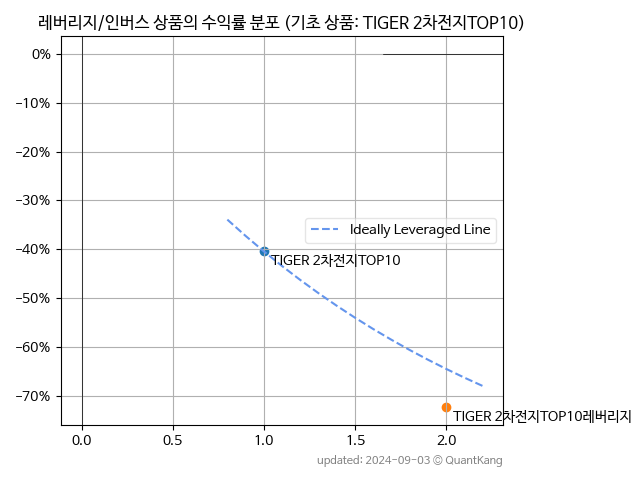 레버리지/인버스 상품의 수익률 분포 (기초 상품: TIGER 2차전지TOP10)
0%
−10%
−20%
−30%
Ideally Leveraged Line
−40%
TIGER 2차전지TOP10
−50%
−60%
−70%
TIGER 2차전지TOP10레버리지
0.0 0.5 1.0 1.5 2.0
updated: 2024-09-03 © QuantKang